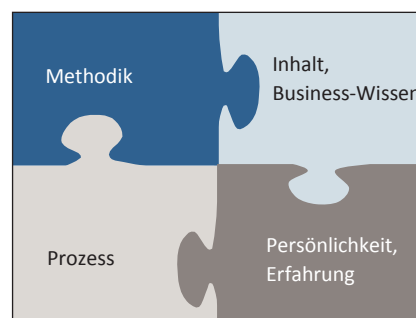 Methodik
Inhalt,
Business-Wissen
Prozess
Persönlichkeit,
Erfahrung